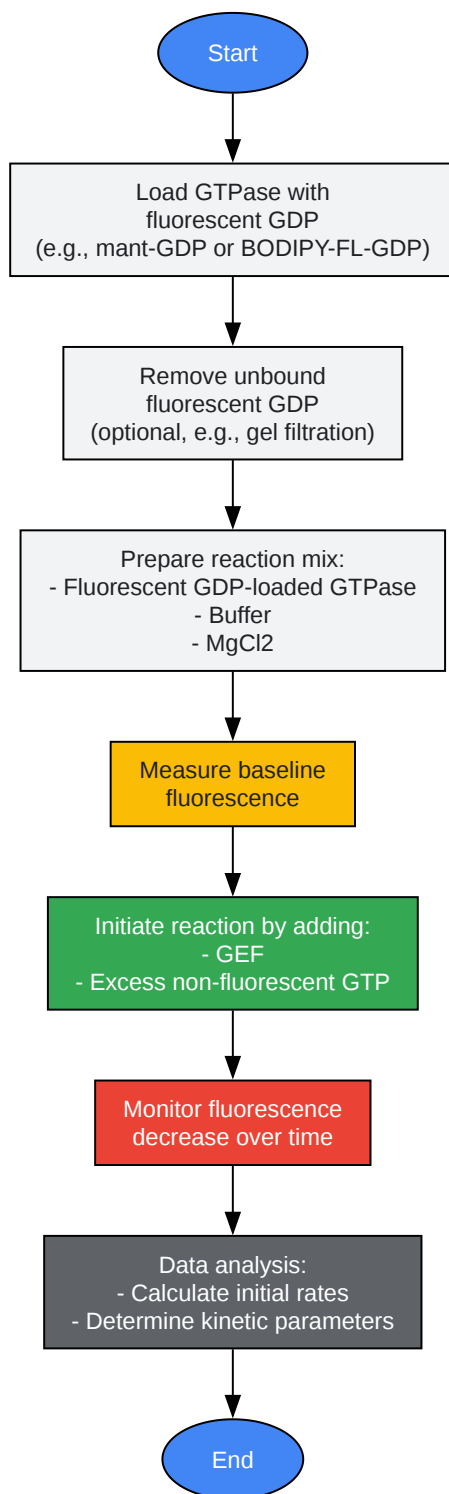 Start
Load GTPase with
fluorescent GDP
(e.g., mant-GDP or BODIPY-FL-GDP)
Remove unbound
fluorescent GDP
(optional, e.g., gel filtration)
Prepare reaction mix:
- Fluorescent GDP-loaded GTPase
- Buffer
- MgCl2
Measure baseline
fluorescence
Initiate reaction by adding:
- GEF
- Excess non-fluorescent GTP
Monitor fluorescence
decrease over time
Data analysis:
- Calculate initial rates
- Determine kinetic parameters
End